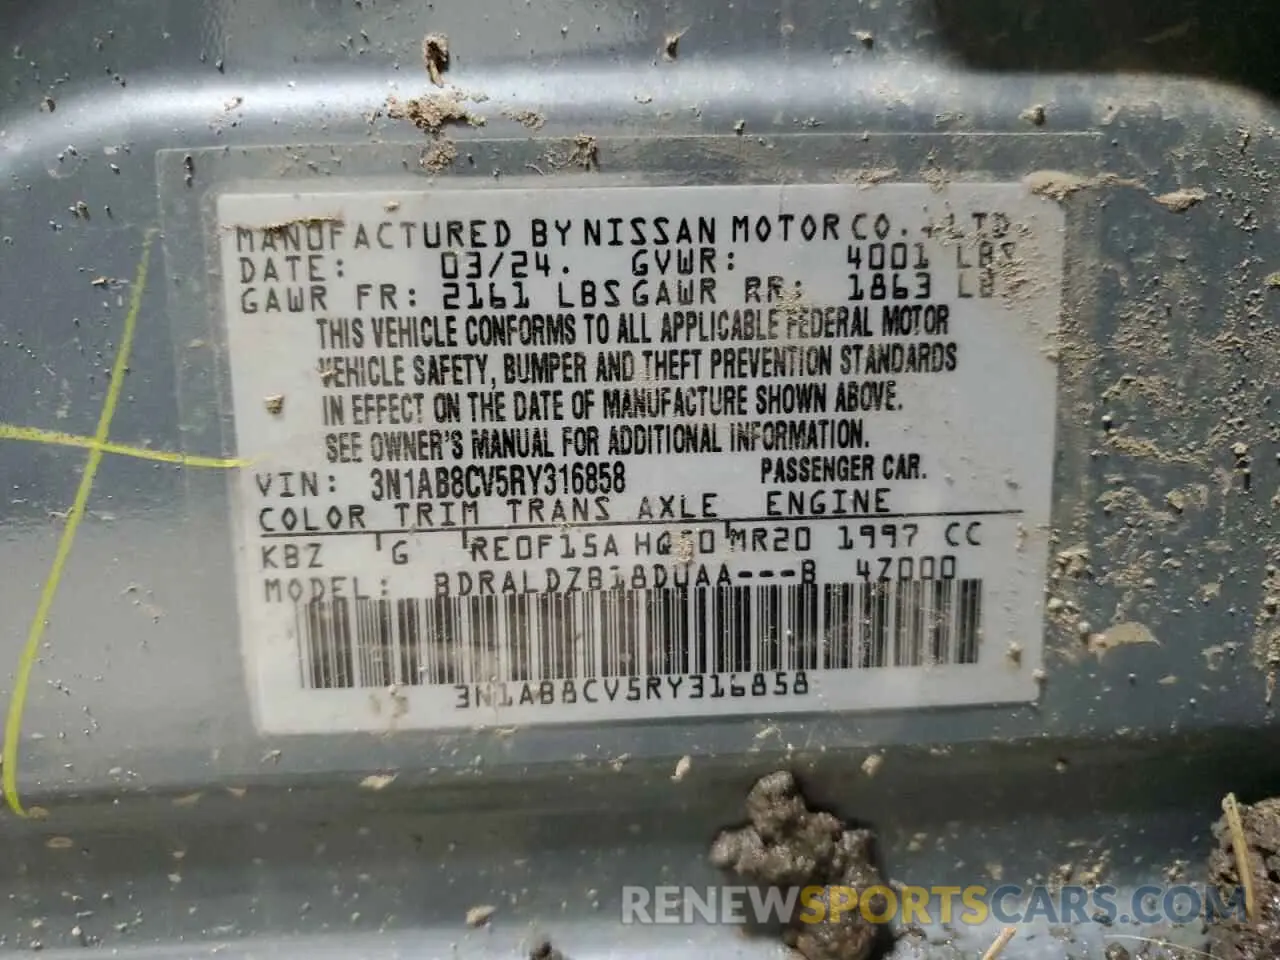 MANUFACTURED BY NISSAN MOTOR CO., LTD
DATE: 03/24. GVWR: 4001 LBS
GAWR FR: 2161 LBS GAWR RR: 1863 LB
THIS VEHICLE CONFORMS TO ALL APPLICABLE FEDERAL MOTOR
VEHICLE SAFETY, BUMPER AND THEFT PREVENTION STANDARDS
IN EFFECT ON THE DATE OF MANUFACTURE SHOWN ABOVE.
SEE OWNER'S MANUAL FOR ADDITIONAL INFORMATION.
VIN: 3N1AB8CV5RY316858 PASSENGER CAR.
COLOR TRIM TRANS AXLE ENGINE
KBZ G RE0F15A MR20 1997 CC
MODEL: BDRALDZB18DUAA---B 4Z000
3N1AB8CV5RY316858
RENEWSPORTSCARS.COM